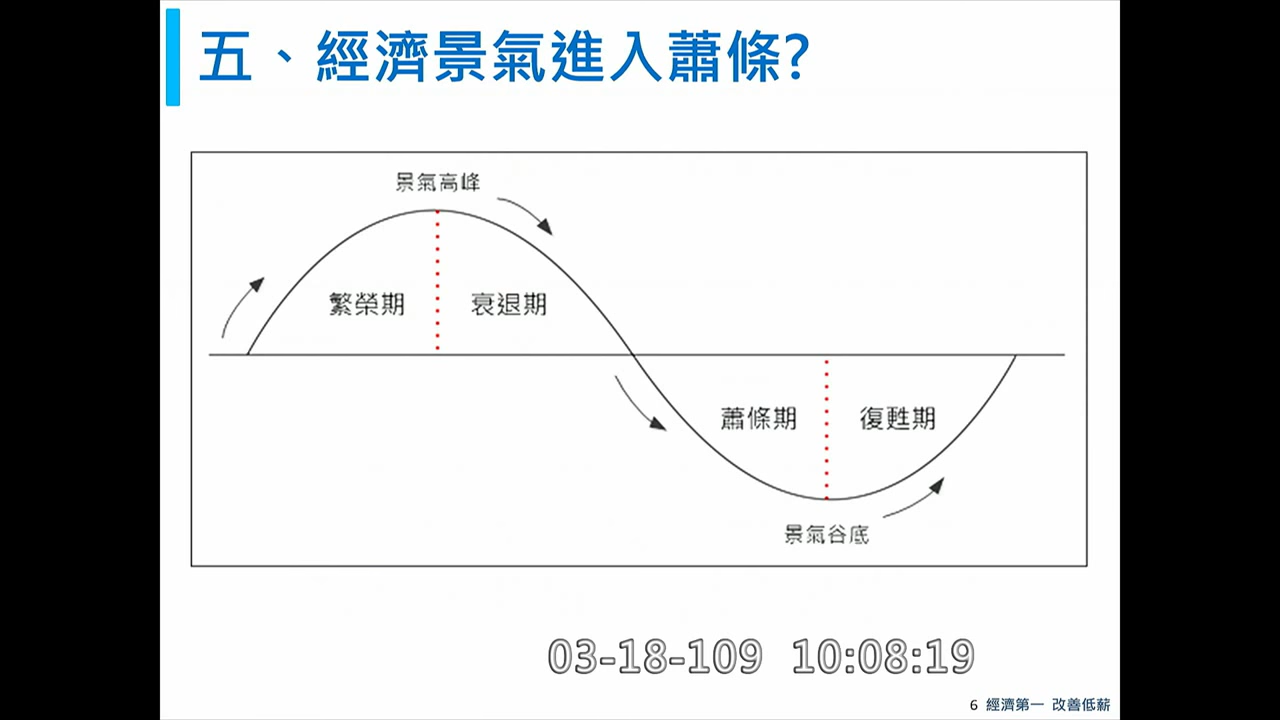 五、經濟景氣進入蕭條?
景氣高峰
繁榮期 衰退期
蕭條期 復甦期
景氣谷底
03-18-109 10:08:19
6 經濟第一 改善低薪